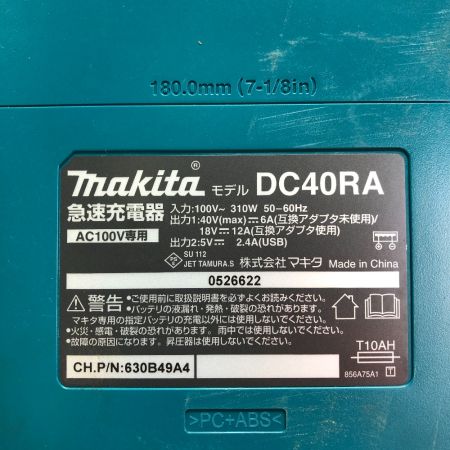 180.0mm (7-1/8in)
makita® モデル DC40RA
急速充電器
AC100V専用
入力:100V~ 310W 50-60Hz
出力1:40V(max)⎓6A(互換アダプタ未使用)/
18V⎓12A(互換アダプタ使用)
出力2:5V⎓ 2.4A(USB)
PSE
SU 112
JET TAMURA.S
株式会社 マキタ Made in China
0526622
⚠警告
•ご使用前に取扱説明書を必ずよくお読みください。
•バッテリの液漏れ・発熱・破裂の恐れがあります。
マキタ専用の指定バッテリの充電以外には使用しないでください。
•火災・感電・破裂の恐れがあります。雨中では使用しないでください。
•故障の原因になります。昇圧器は使用しないでください。
CH.P/N:630B49A4
T10AH
856A75A1
T
>PC+ABS<